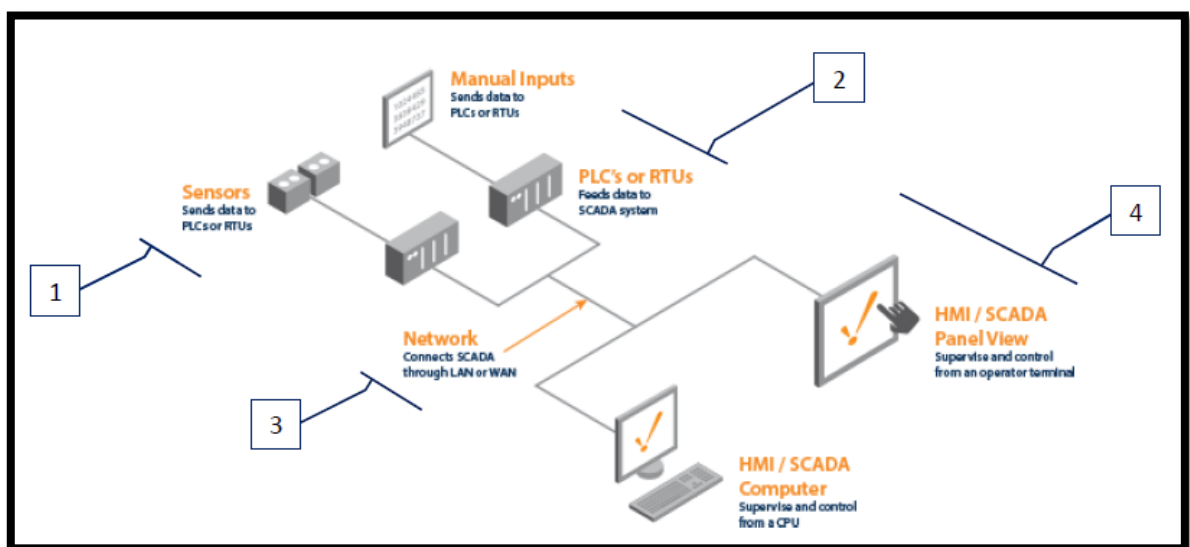 Manual Inputs
Sends data to
PLCs or RTUs
2
Sensors
Sends data to
PLCs or RTUs
PLC's or RTUs
Feeds data to
SCADA system
4
1
Network
Connects SCADA
through LAN or WAN
HMI / SCADA
Panel View
Supervise and control
from an operator terminal
3
HMI / SCADA
Computer
Supervise and control
from a CPU